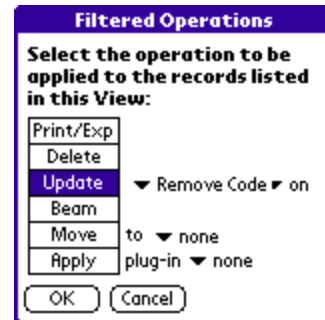 Filtered Operations
Select the operation to be
applied to the records listed
in this View:
Print/Exp
Delete
Update Remove Code on
Beam
Move to none
Apply plug-in none
OK Cancel